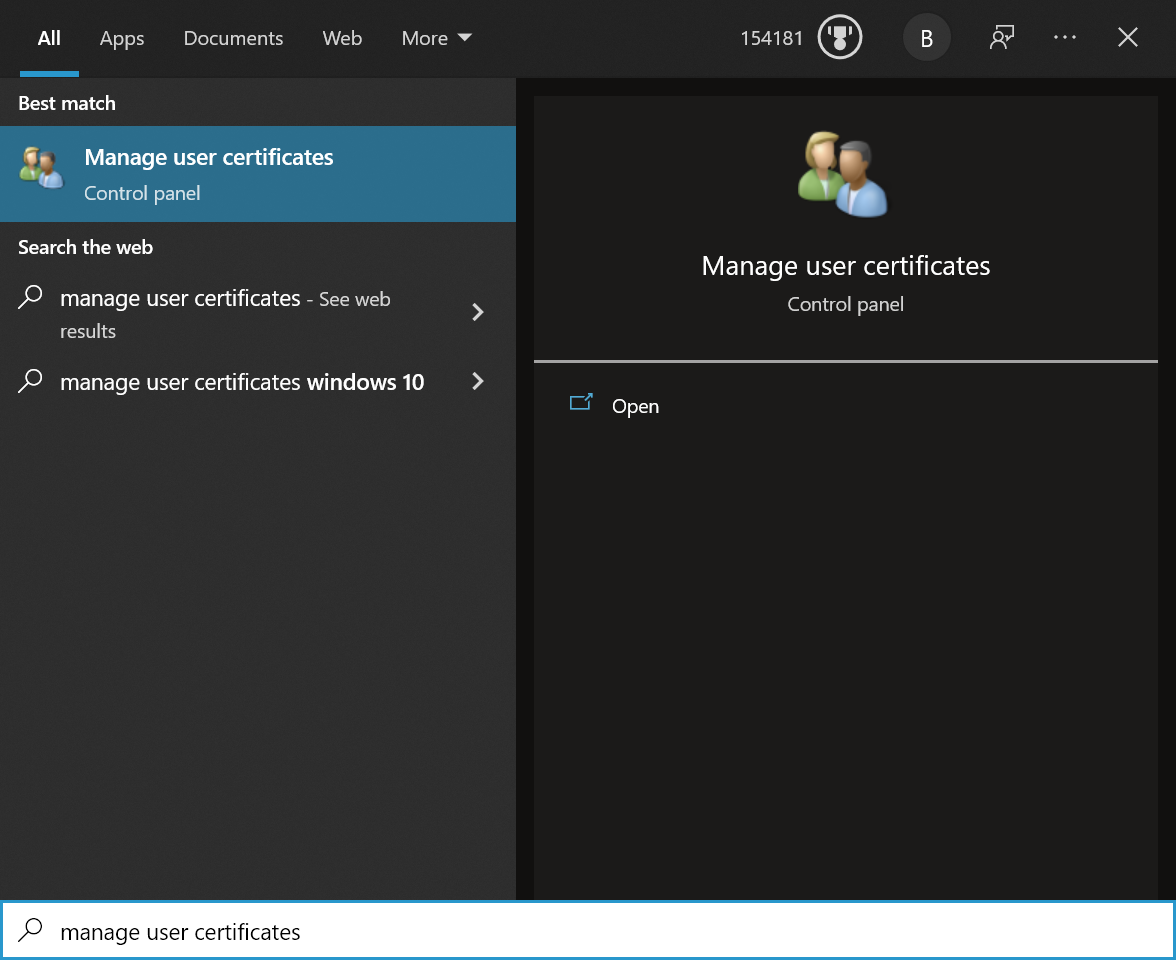 All Apps Documents Web More 154181 B
Best match
Manage user certificates
Control panel
Search the web
manage user certificates - See web
results
manage user certificates windows 10
Manage user certificates
Control panel
Open
manage user certificates